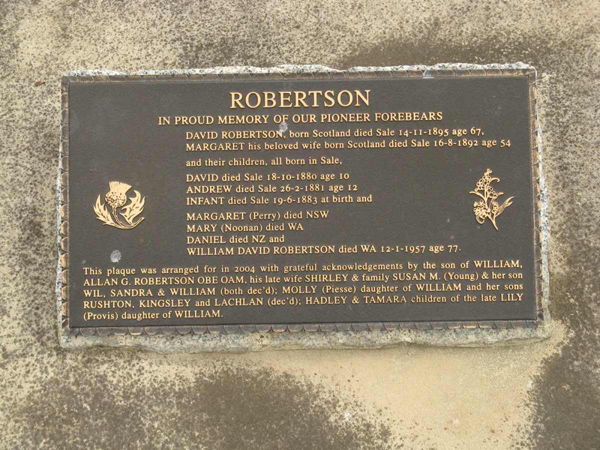 ROBERTSON
IN PROUD MEMORY OF OUR PIONEER FOREBEARS
DAVID ROBERTSON, born Scotland died Sale 14-11-1895 age 67,
MARGARET his beloved wife born Scotland died Sale 16-8-1892 age 54
and their children, all born in Sale,
DAVID died Sale 18-10-1880 age 10
ANDREW died Sale 26-2-1881 age 12
INFANT died Sale 19-6-1883 at birth and
MARGARET (Perry) died NSW
MARY (Noonan) died WA
DANIEL died NZ and
WILLIAM DAVID ROBERTSON died WA 12-1-1957 age 77.
This plaque was arranged for in 2004 with grateful acknowledgements by the son of WILLIAM,
ALLAN G. ROBERTSON OBE OAM, his late wife SHIRLEY & family SUSAN M. (Young) & her son
WIL, SANDRA & WILLIAM (both dec'd); MOLLY (Piesse) daughter of WILLIAM and her sons
RUSHTON, KINGSLEY and LACHLAN (dec'd); HADLEY & TAMARA children of the late LILY
(Provis) daughter of WILLIAM.